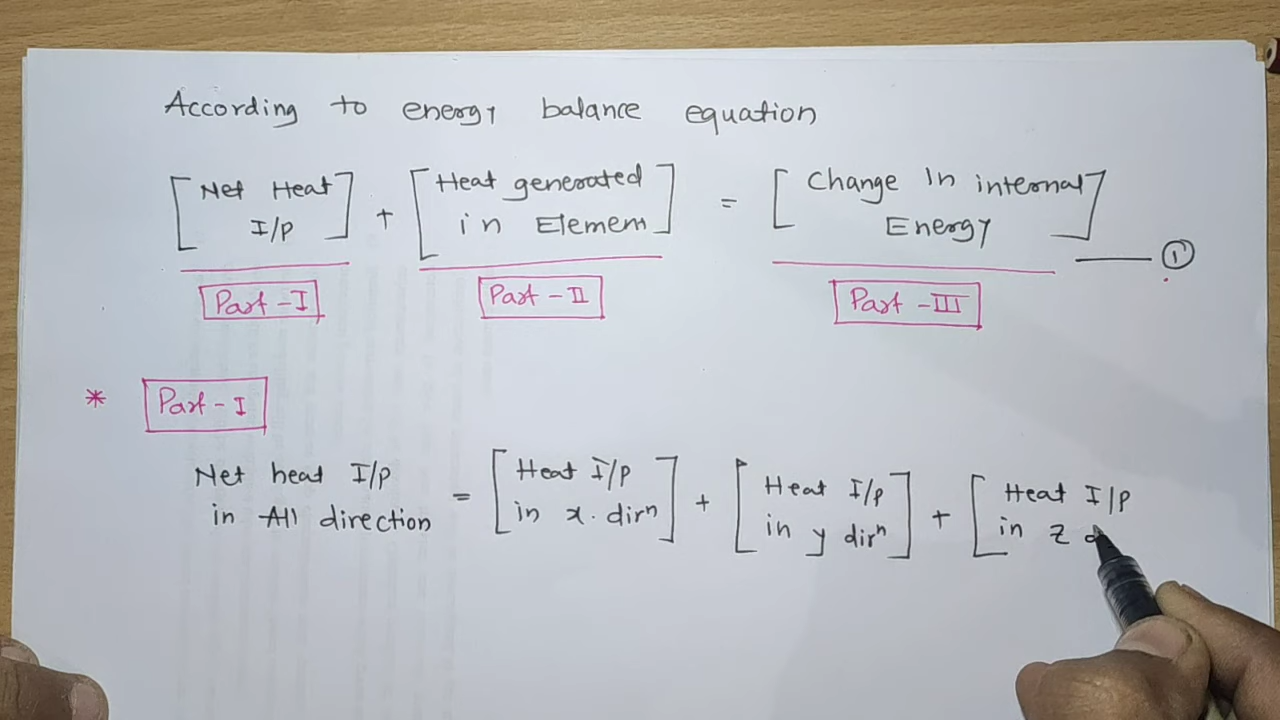 According to energy balance equation
[Net Heat I/p] + [Heat generated in Elemem] = [Change In internal Energy] —— ①
Part - I Part - II Part - III
* Part - I
Net heat I/p in All direction = [Heat I/p in x. dirⁿ] + [Heat I/p in y dirⁿ] + [Heat I/p in z d